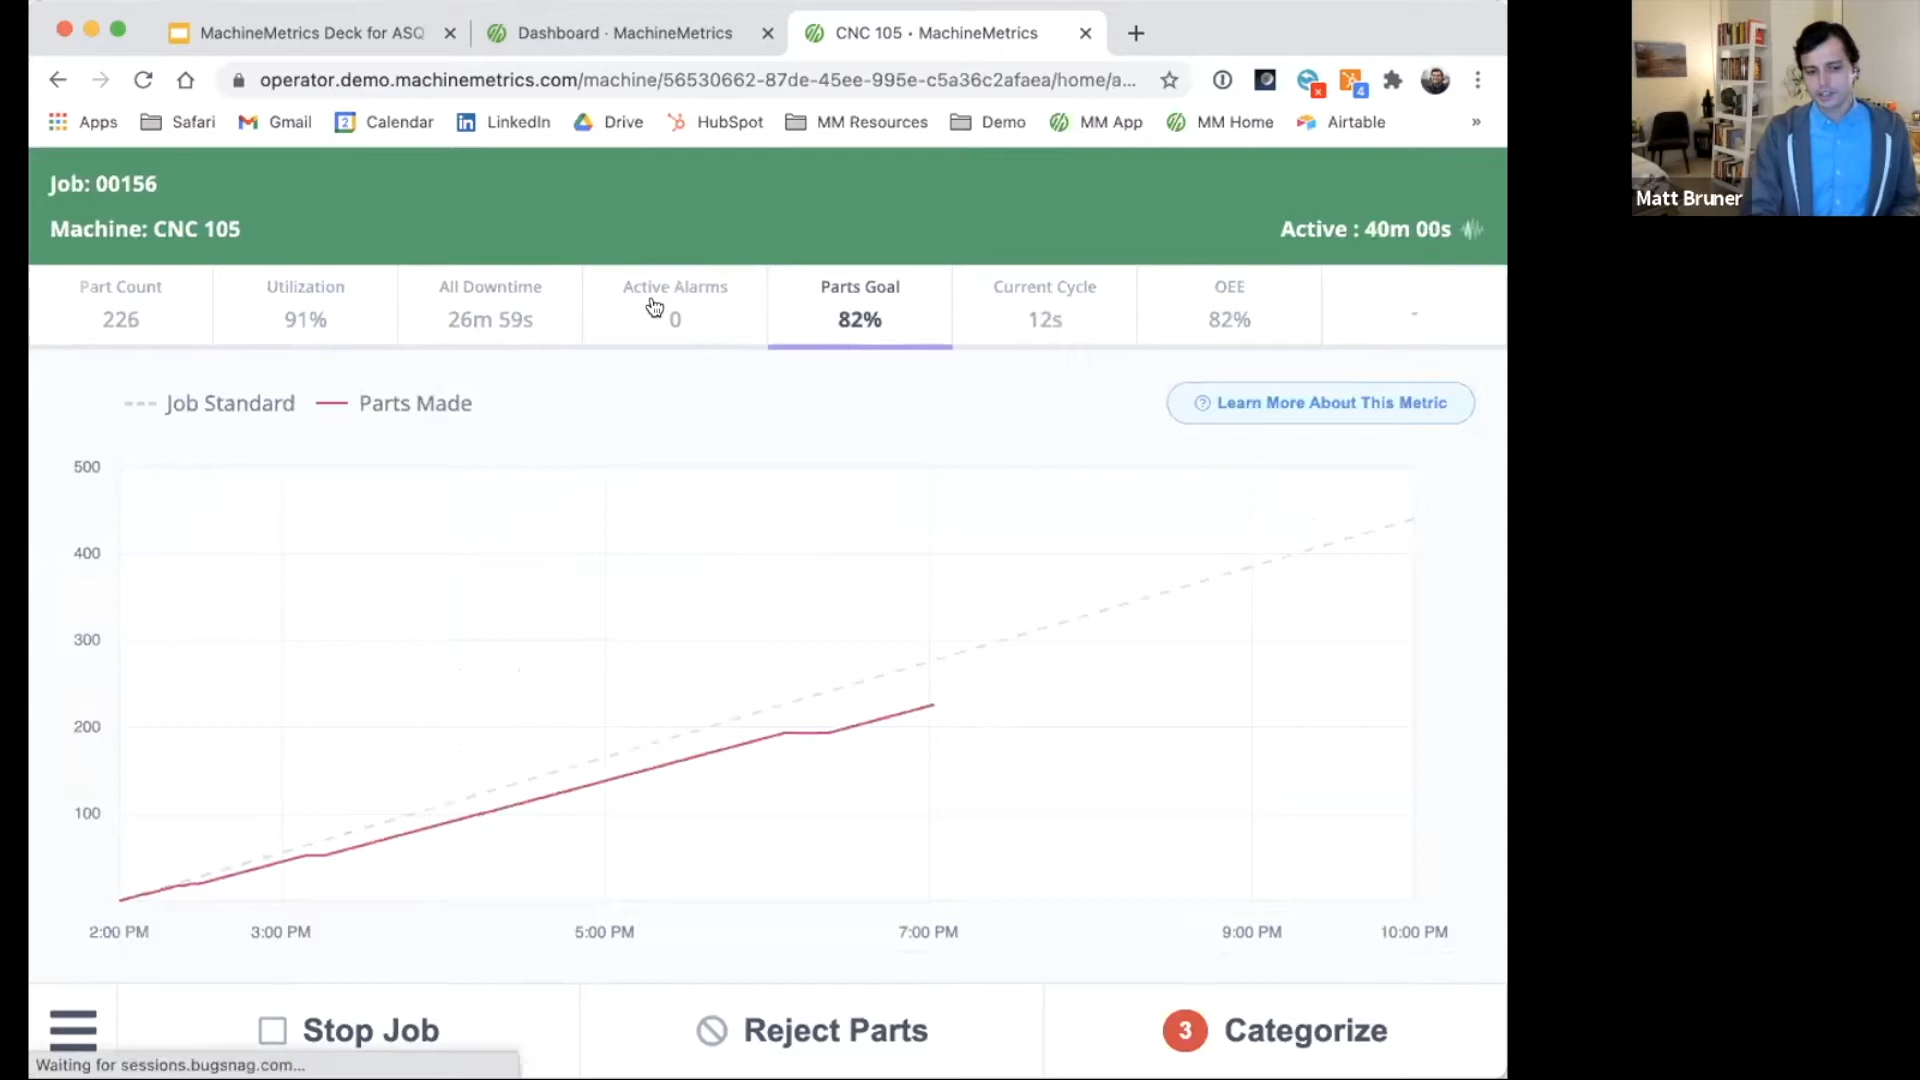 MachineMetrics Deck for ASQ
Dashboard · MachineMetrics
CNC 105 • MachineMetrics
operator.demo.machinemetrics.com/machine/56530662-87de-45ee-995e-c5a36c2afaea/home/a...
4
Apps
Safari
Gmail
2
Calendar
LinkedIn
Drive
HubSpot
MM Resources
Demo
MM App
MM Home
Airtable
»
Matt Bruner
Job: 00156
Machine: CNC 105
Active : 40m 00s
Part Count
226
Utilization
91%
All Downtime
26m 59s
Active Alarms
0
Parts Goal
82%
Current Cycle
12s
OEE
82%
-
Job Standard
Parts Made
Learn More About This Metric
500
400
300
200
100
2:00 PM
3:00 PM
5:00 PM
7:00 PM
9:00 PM
10:00 PM
Stop Job
Reject Parts
3
Categorize
Waiting for sessions.bugsnag.com...